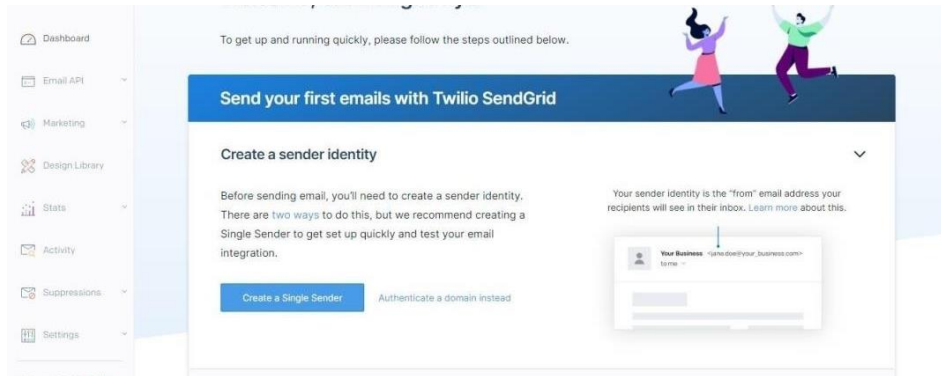 Dashboard
Email API
Marketing
Design Library
Stats
Activity
Suppressions
Settings
To get up and running quickly, please follow the steps outlined below.
Send your first emails with Twilio SendGrid
Create a sender identity
Before sending email, you'll need to create a sender identity.
There are two ways to do this, but we recommend creating a
Single Sender to get set up quickly and test your email
integration.
Create a Single Sender
Authenticate a domain instead
Your sender identity is the "from" email address your
recipients will see in their inbox. Learn more about this.
Your Business <jane.doe@your_business.com>
to me